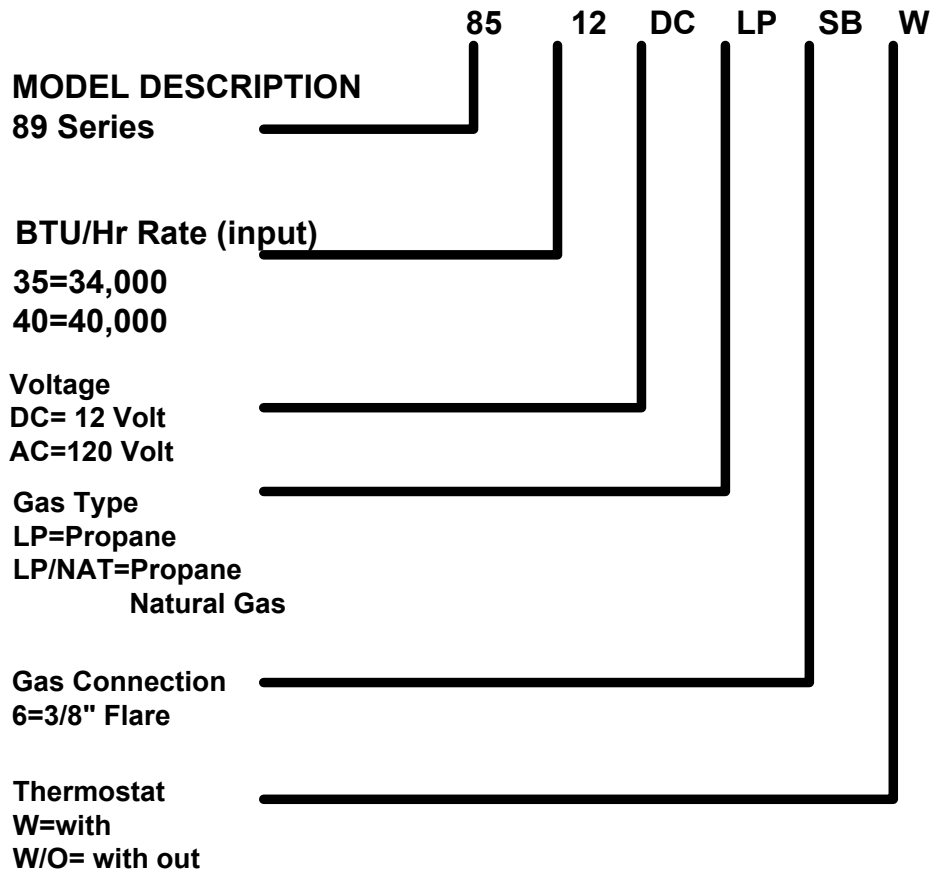 85 12 DC LP SB W
MODEL DESCRIPTION
89 Series
BTU/Hr Rate (input)
35=34,000
40=40,000
Voltage
DC= 12 Volt
AC=120 Volt
Gas Type
LP=Propane
LP/NAT=Propane
Natural Gas
Gas Connection
6=3/8" Flare
Thermostat
W=with
W/O= with out